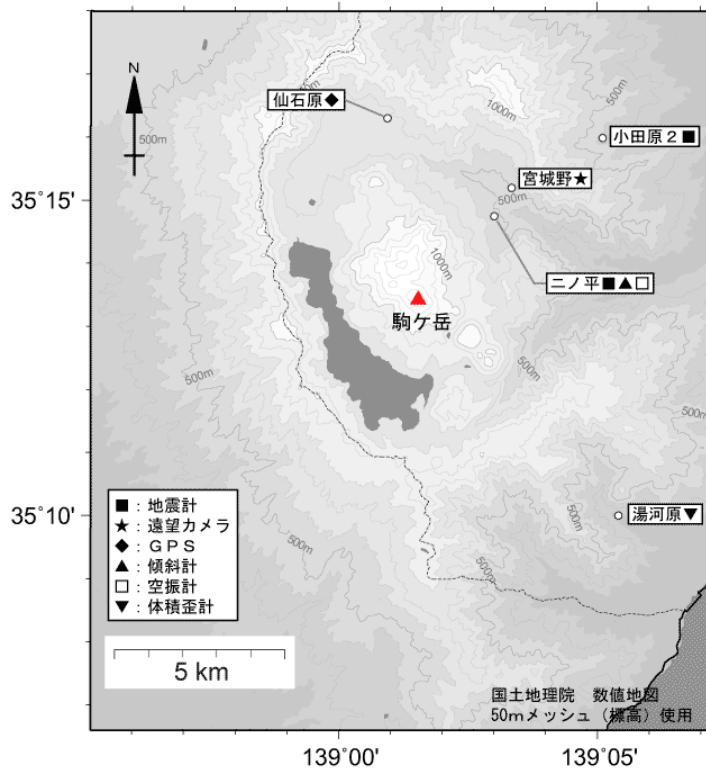 N
1000m
500m
仙石原◆
500m
小田原2■
宮城野★
35°15'
500m
二ノ平■▲□
1000m
駒ケ岳
500m
500m
500m
35°10'
湯河原▼
500m
500m
■:地震計
★:遠望カメラ
◆:GPS
▲:傾斜計
□:空振計
▼:体積歪計
5 km
国土地理院 数値地図
50mメッシュ(標高)使用
139°00'
139°05'